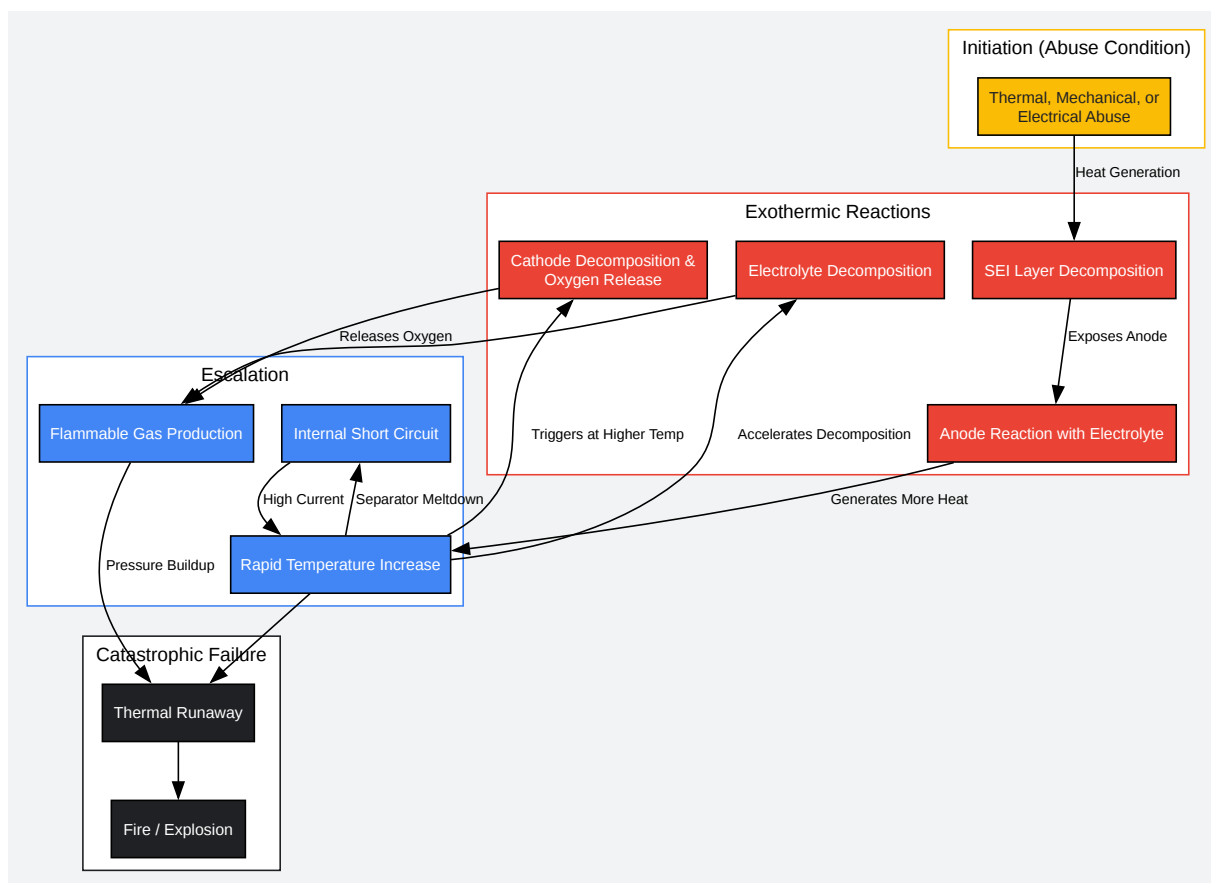 Initiation (Abuse Condition)
Thermal, Mechanical, or
Electrical Abuse
Heat Generation
Exothermic Reactions
Cathode Decomposition &
Oxygen Release
Electrolyte Decomposition
SEI Layer Decomposition
Releases Oxygen
Exposes Anode
Escalation
Flammable Gas Production
Internal Short Circuit
Triggers at Higher Temp
Accelerates Decomposition
Anode Reaction with Electrolyte
High Current
Separator Meltdown
Generates More Heat
Pressure Buildup
Rapid Temperature Increase
Catastrophic Failure
Thermal Runaway
Fire / Explosion